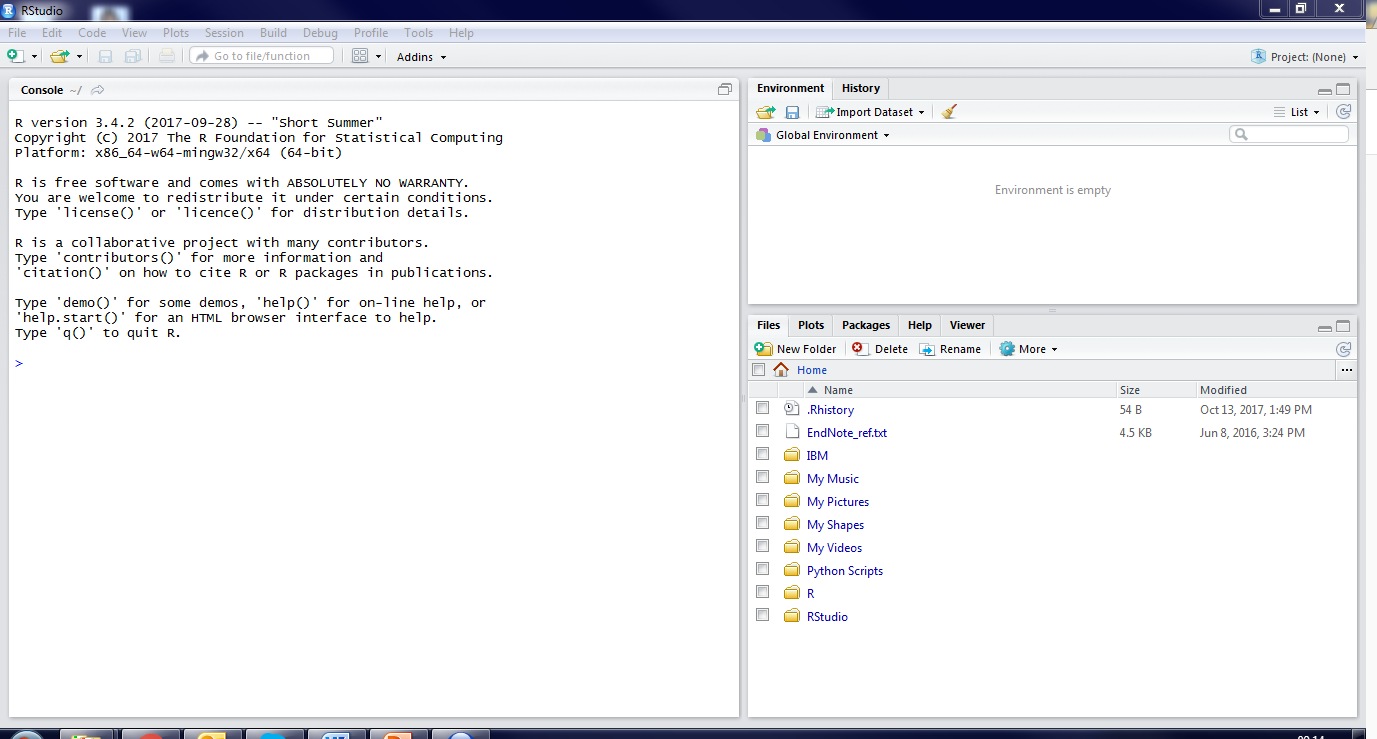 RStudio
File Edit Code View Plots Session Build Debug Profile Tools Help
Go to file/function Addins Project: (None)
Console ~/
R version 3.4.2 (2017-09-28) -- "Short Summer"
Copyright (C) 2017 The R Foundation for Statistical Computing
Platform: x86_64-w64-mingw32/x64 (64-bit)
R is free software and comes with ABSOLUTELY NO WARRANTY.
You are welcome to redistribute it under certain conditions.
Type 'license()' or 'licence()' for distribution details.
R is a collaborative project with many contributors.
Type 'contributors()' for more information and
'citation()' on how to cite R or R packages in publications.
Type 'demo()' for some demos, 'help()' for on-line help, or
'help.start()' for an HTML browser interface to help.
Type 'q()' to quit R.
>
Environment History
Import Dataset List
Global Environment
Environment is empty
Files Plots Packages Help Viewer
New Folder Delete Rename More
Home ...
Name Size Modified
.Rhistory 54 B Oct 13, 2017, 1:49 PM
EndNote_ref.txt 4.5 KB Jun 8, 2016, 3:24 PM
IBM
My Music
My Pictures
My Shapes
My Videos
Python Scripts
R
RStudio